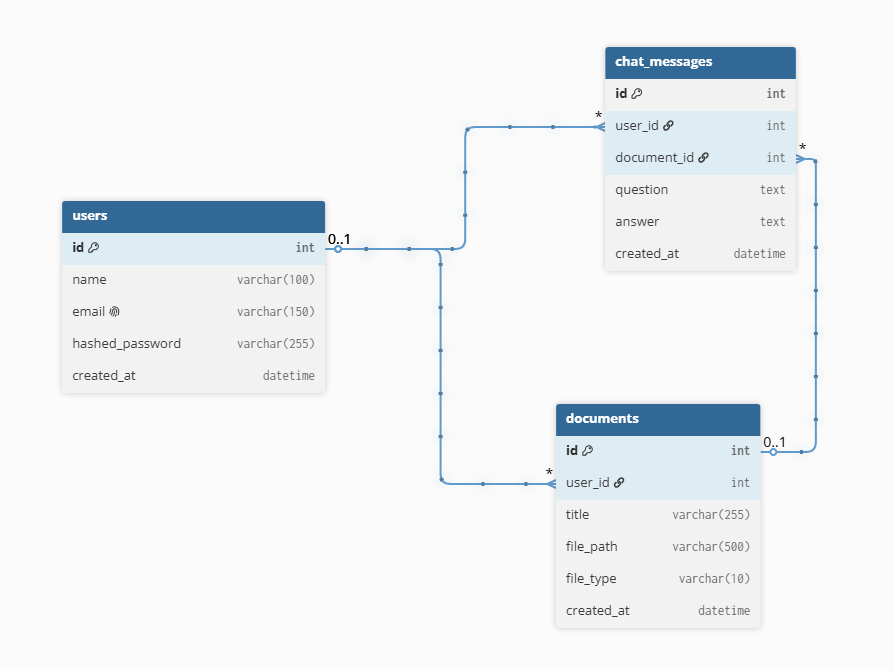 chat_messages
id int
* user_id int
document_id int *
question text
answer text
created_at datetime
users
id int 0..1
name varchar(100)
email varchar(150)
hashed_password varchar(255)
created_at datetime
documents
id int 0..1
* user_id int
title varchar(255)
file_path varchar(500)
file_type varchar(10)
created_at datetime